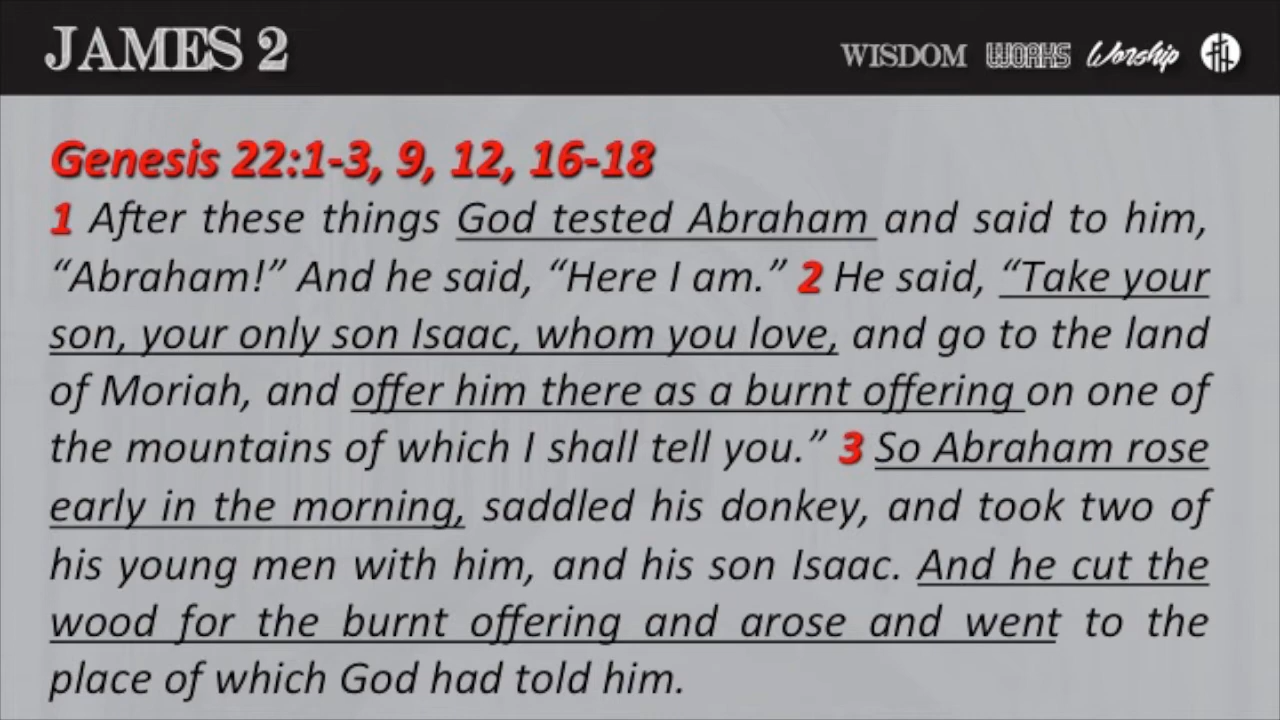 JAMES 2
WISDOM WORKS Worship
Genesis 22:1-3, 9, 12, 16-18
1 After these things God tested Abraham and said to him,
“Abraham!” And he said, “Here I am.” 2 He said, “Take your
son, your only son Isaac, whom you love, and go to the land
of Moriah, and offer him there as a burnt offering on one of
the mountains of which I shall tell you.” 3 So Abraham rose
early in the morning, saddled his donkey, and took two of
his young men with him, and his son Isaac. And he cut the
wood for the burnt offering and arose and went to the
place of which God had told him.